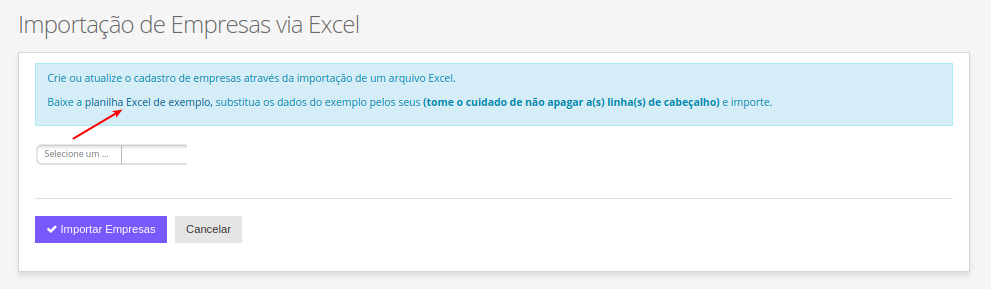 Importação de Empresas via Excel
Crie ou atualize o cadastro de empresas através da importação de um arquivo Excel.
Baixe a planilha Excel de exemplo, substitua os dados do exemplo pelos seus (tome o cuidado de não apagar a(s) linha(s) de cabeçalho) e importe.
Selecione um ...
Importar Empresas Cancelar